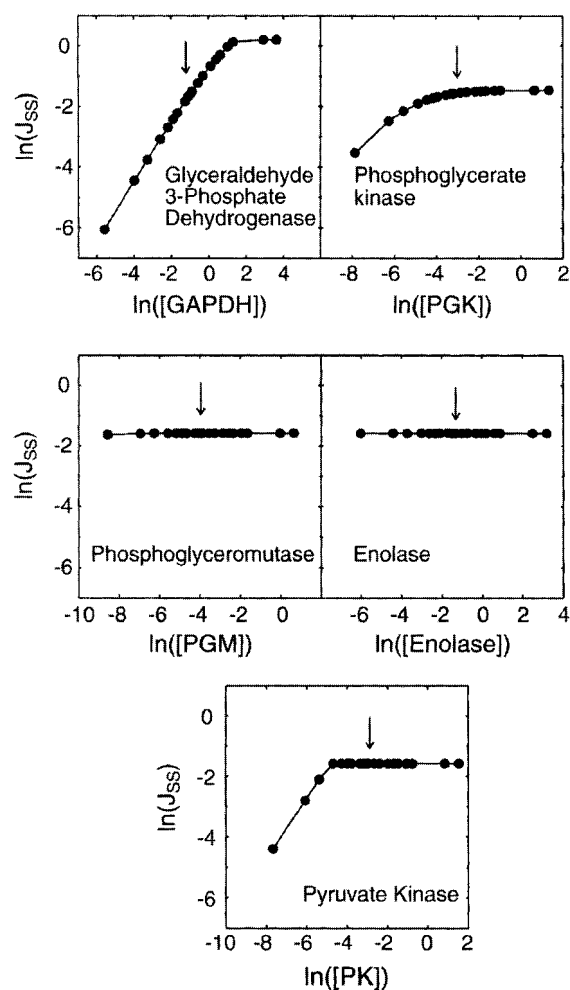 0
-2
-4
-6
ln(Jss)
Glyceraldehyde
3-Phosphate
Dehydrogenase
Phosphoglycerate
kinase
-6 -4 -2 0 2 4
-8 -6 -4 -2 0 2
ln([GAPDH])
ln([PGK])
0
-2
-4
-6
ln(Jss)
Phosphoglyceromutase
Enolase
-10 -8 -6 -4 -2 0
-6 -4 -2 0 2 4
ln([PGM])
ln([Enolase])
0
-2
-4
-6
ln(Jss)
Pyruvate Kinase
-10 -8 -6 -4 -2 0 2
ln([PK])